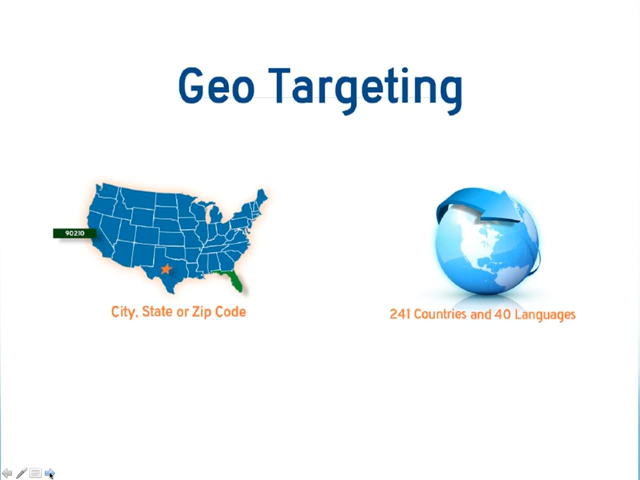 Geo Targeting
90210
City, State or Zip Code
241 Countries and 40 Languages